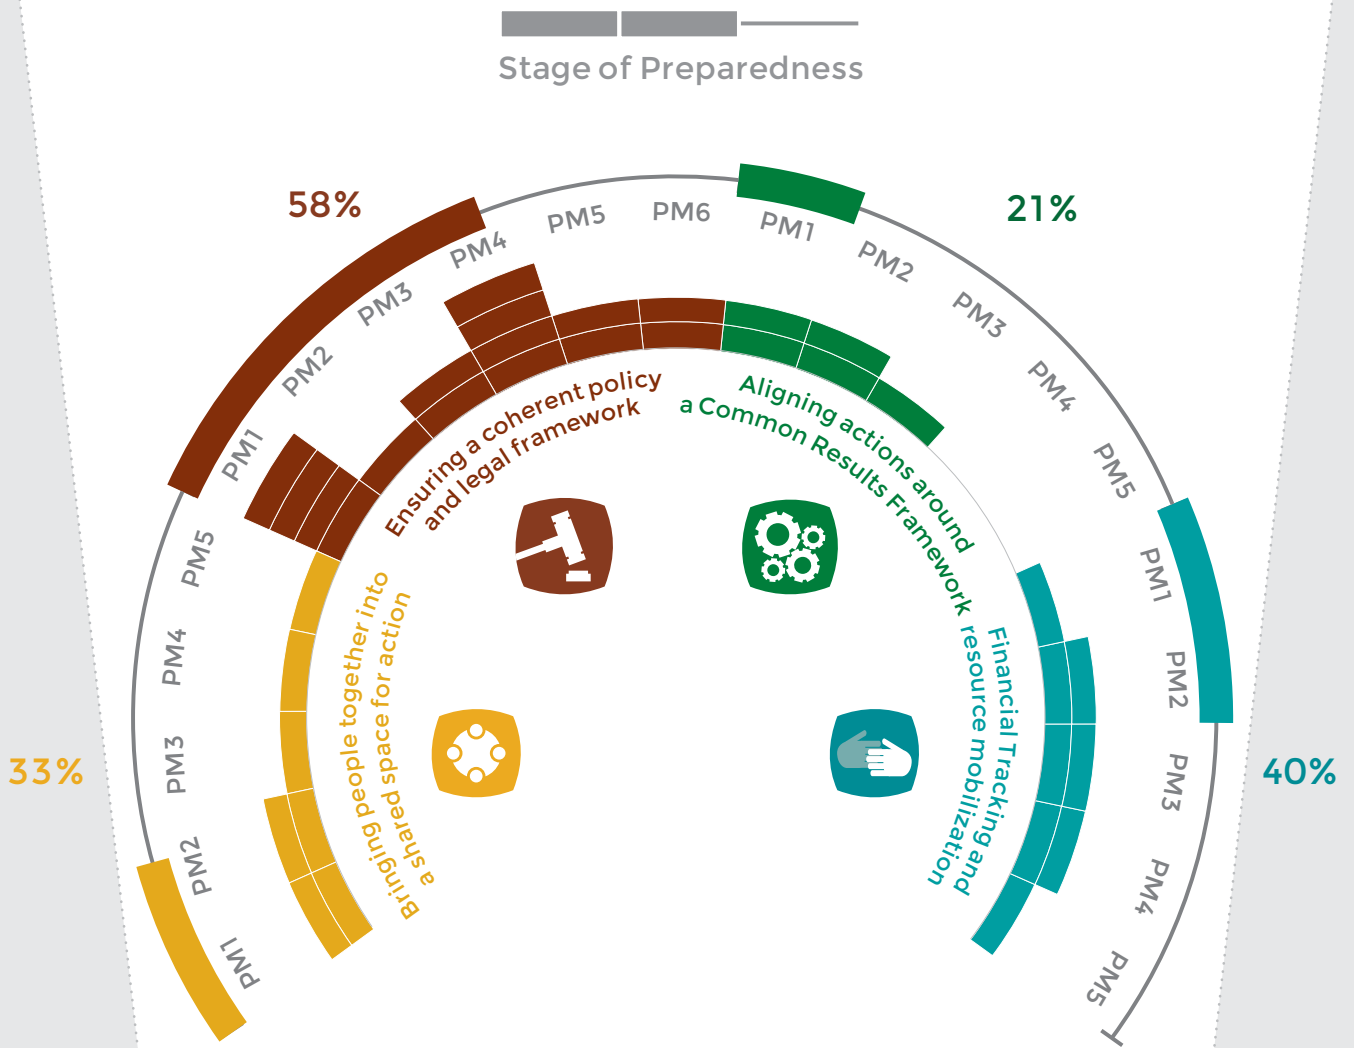 Stage of Preparedness
58%
21%
33%
40%
PM1
PM2
PM3
PM4
PM5
PM1
PM2
PM3
PM4
PM5
PM6
PM1
PM2
PM3
PM4
PM5
PM1
PM2
PM3
PM4
PM5
Bringing people together into
a shared space for action
Ensuring a coherent policy
and legal framework
Aligning actions around
a Common Results Framework
Financial Tracking and
resource mobilization